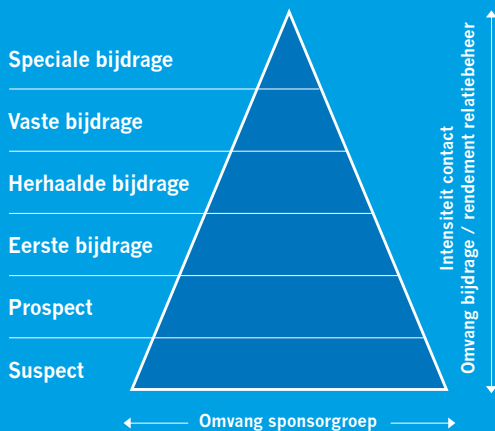 Speciale bijdrage
Vaste bijdrage
Herhaalde bijdrage
Eerste bijdrage
Prospect
Suspect
Intensiteit contact
Omvang bijdrage / rendement relatiebeheer
Omvang sponsorgroep